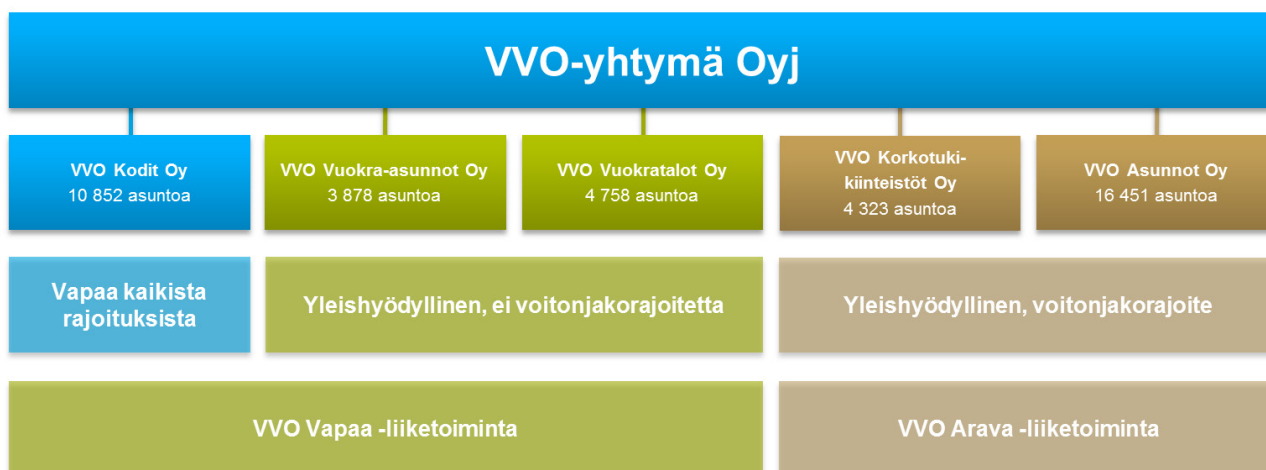 VVO-yhtymä Oyj
VVO Kodit Oy
10 852 asuntoa
VVO Vuokra-asunnot Oy
3 878 asuntoa
VVO Vuokratalot Oy
4 758 asuntoa
VVO Korkotuki-
kiinteistöt Oy
4 323 asuntoa
VVO Asunnot Oy
16 451 asuntoa
Vapaa kaikista
rajoituksista
Yleishyödyllinen, ei voitonjakorajoitetta
Yleishyödyllinen, voitonjakorajoite
VVO Vapaa -liiketoiminta
VVO Arava -liiketoiminta